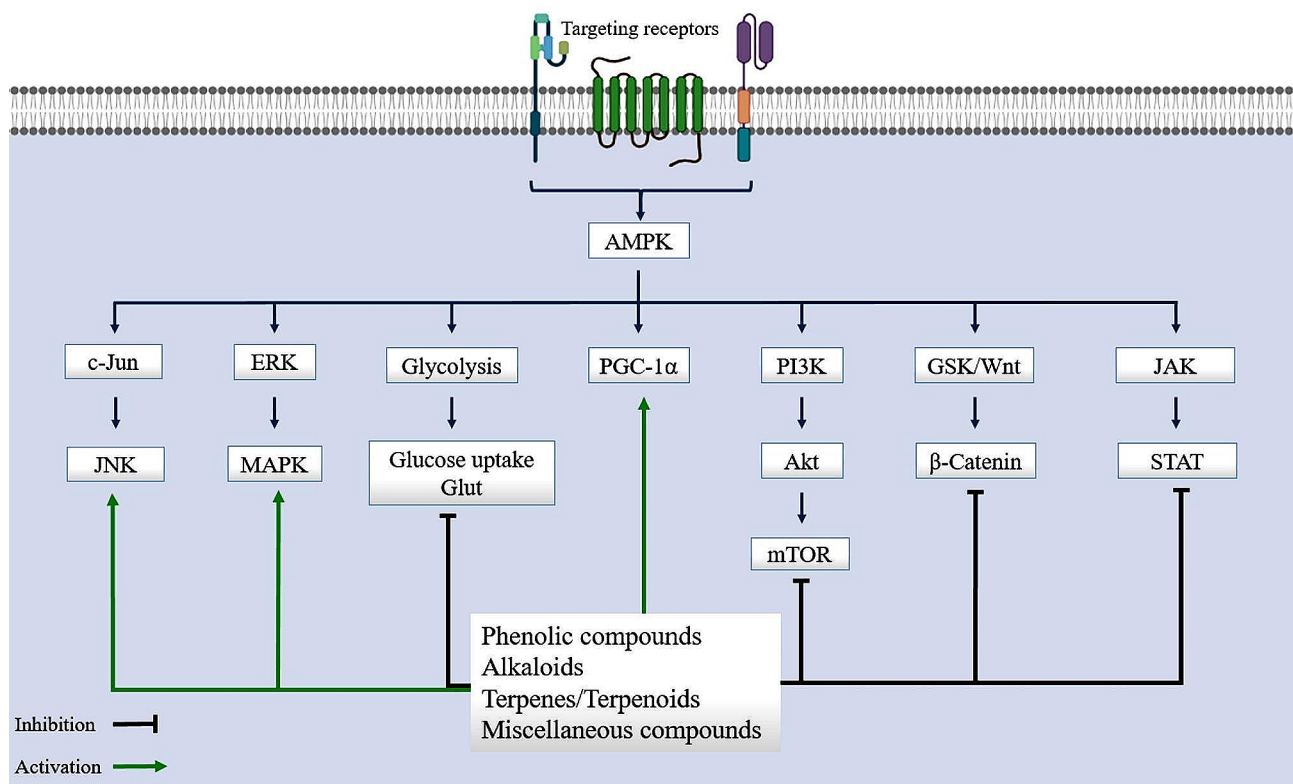 Targeting receptors
AMPK
c-Jun
ERK
Glycolysis
PGC-1α
PI3K
GSK/Wnt
JAK
JNK
MAPK
Glucose uptake
Glut
Akt
β-Catenin
STAT
mTOR
Phenolic compounds
Alkaloids
Terpenes/Terpenoids
Miscellaneous compounds
Inhibition
Activation